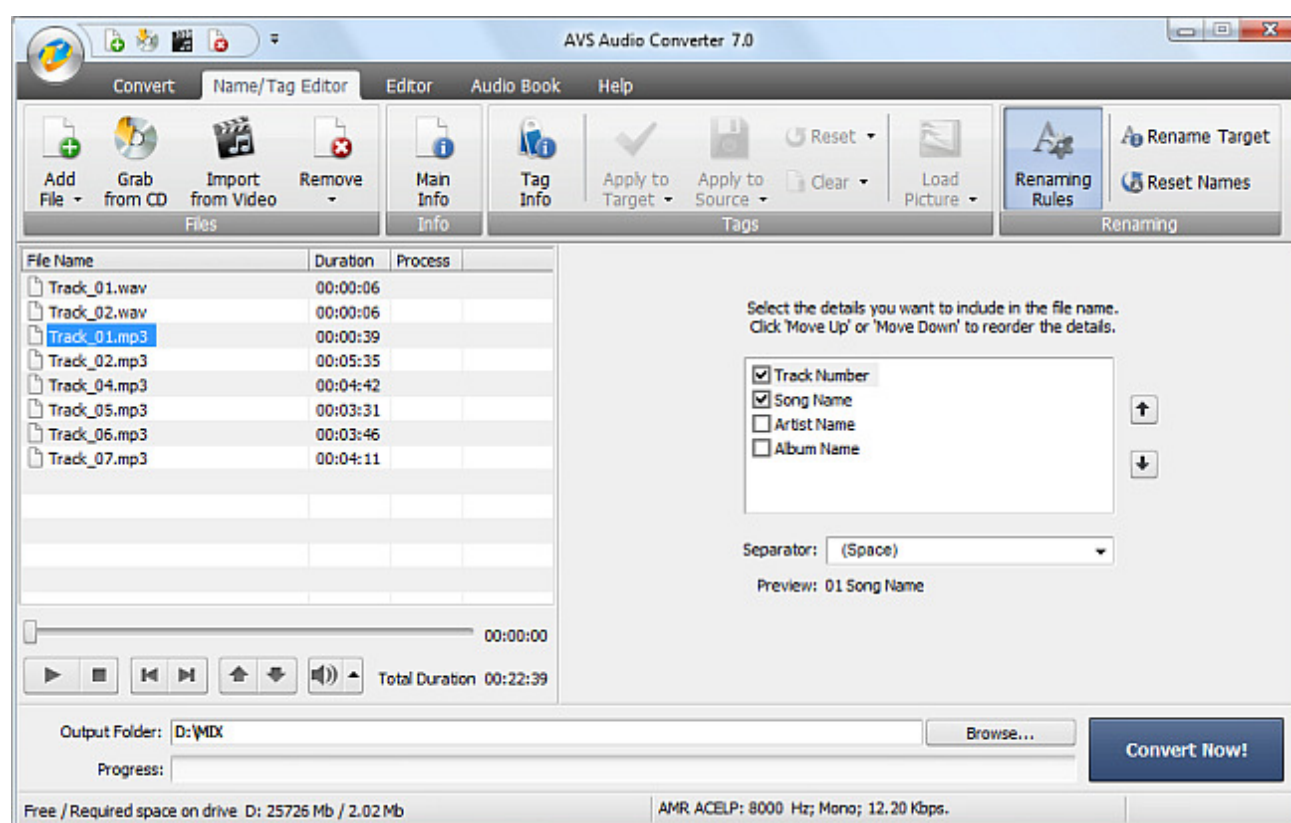 AVS Audio Converter 7.0
Convert Name/Tag Editor Editor Audio Book Help
Add File
Grab from CD
Import from Video
Remove
Files
Main Info
Info
Tag Info
Apply to Target
Apply to Source
Reset
Clear
Load Picture
Tags
Renaming Rules
Rename Target
Reset Names
Renaming
File Name Duration Process
Track_01.wav 00:00:06
Track_02.wav 00:00:06
Track_01.mp3 00:00:39
Track_02.mp3 00:05:35
Track_04.mp3 00:04:42
Track_05.mp3 00:03:31
Track_06.mp3 00:03:46
Track_07.mp3 00:04:11
00:00:00
Total Duration 00:22:39
Select the details you want to include in the file name.
Click 'Move Up' or 'Move Down' to reorder the details.
Track Number
Song Name
Artist Name
Album Name
Separator: (Space)
Preview: 01 Song Name
Output Folder: D:\MIX Browse...
Progress:
Convert Now!
Free / Required space on drive D: 25726 Mb / 2.02 Mb
AMR ACELP: 8000 Hz; Mono; 12.20 Kbps.